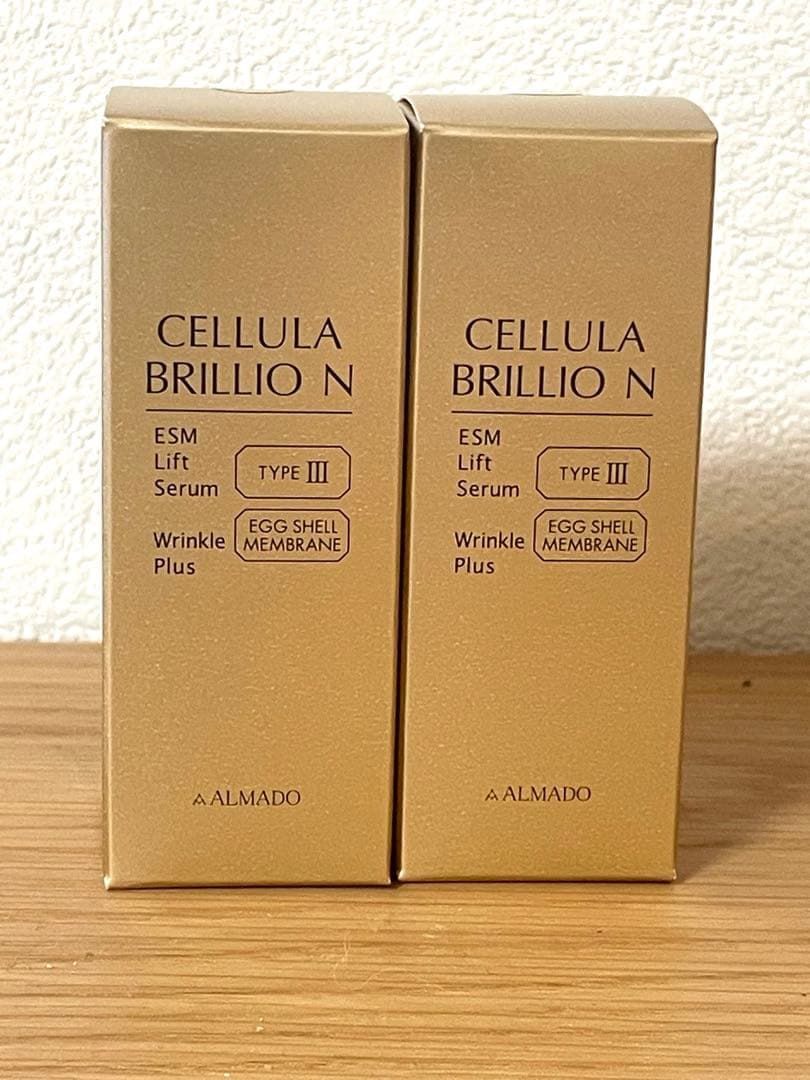 CELLULA
BRILLIO N
ESM
Lift
Serum
TYPE III
Wrinkle
Plus
EGG SHELL
MEMBRANE
ALMADO
CELLULA
BRILLIO N
ESM
Lift
Serum
TYPE III
Wrinkle
Plus
EGG SHELL
MEMBRANE
ALMADO